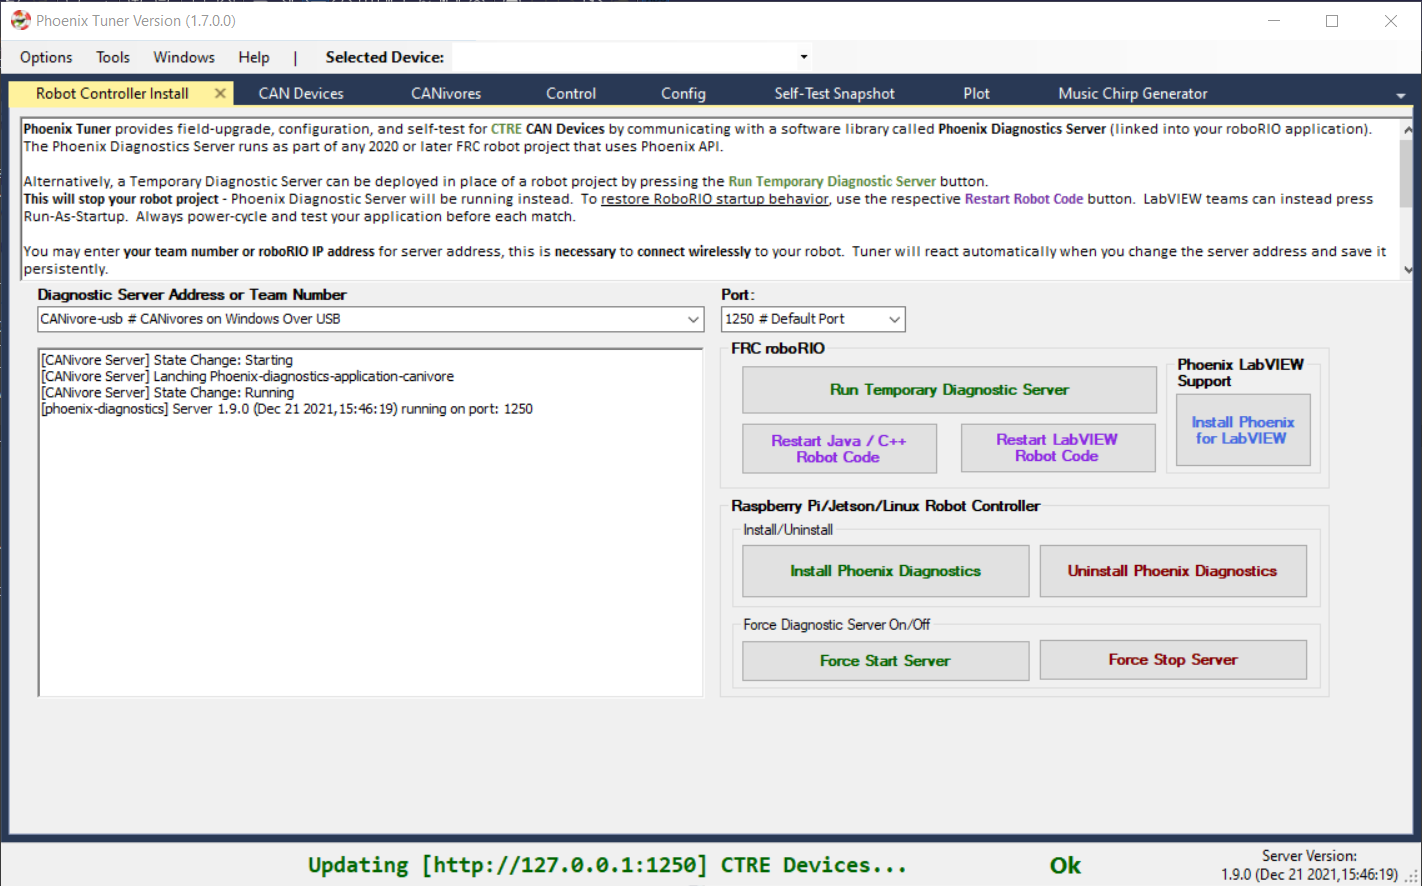 Phoenix Tuner Version (1.7.0.0)
Options Tools Windows Help | Selected Device:
Robot Controller Install CAN Devices CANivores Control Config Self-Test Snapshot Plot Music Chirp Generator
Phoenix Tuner provides field-upgrade, configuration, and self-test for CTRE CAN Devices by communicating with a software library called Phoenix Diagnostics Server (linked into your roboRIO application).
The Phoenix Diagnostics Server runs as part of any 2020 or later FRC robot project that uses Phoenix API.
Alternatively, a Temporary Diagnostic Server can be deployed in place of a robot project by pressing the Run Temporary Diagnostic Server button.
This will stop your robot project - Phoenix Diagnostic Server will be running instead. To restore RoboRIO startup behavior, use the respective Restart Robot Code button. LabVIEW teams can instead press
Run-As-Startup. Always power-cycle and test your application before each match.
You may enter your team number or roboRIO IP address for server address, this is necessary to connect wirelessly to your robot. Tuner will react automatically when you change the server address and save it
persistently.
Diagnostic Server Address or Team Number
CANivore-usb # CANivores on Windows Over USB
Port:
1250 # Default Port
[CANivore Server] State Change: Starting
[CANivore Server] Lanching Phoenix-diagnostics-application-canivore
[CANivore Server] State Change: Running
[phoenix-diagnostics] Server 1.9.0 (Dec 21 2021,15:46:19) running on port: 1250
FRC roboRIO
Run Temporary Diagnostic Server
Restart Java / C++
Robot Code
Restart LabVIEW
Robot Code
Phoenix LabVIEW
Support
Install Phoenix
for LabVIEW
Raspberry Pi/Jetson/Linux Robot Controller
Install/Uninstall
Install Phoenix Diagnostics
Uninstall Phoenix Diagnostics
Force Diagnostic Server On/Off
Force Start Server
Force Stop Server
Updating [http://127.0.0.1:1250] CTRE Devices...
Ok
Server Version:
1.9.0 (Dec 21 2021,15:46:19)